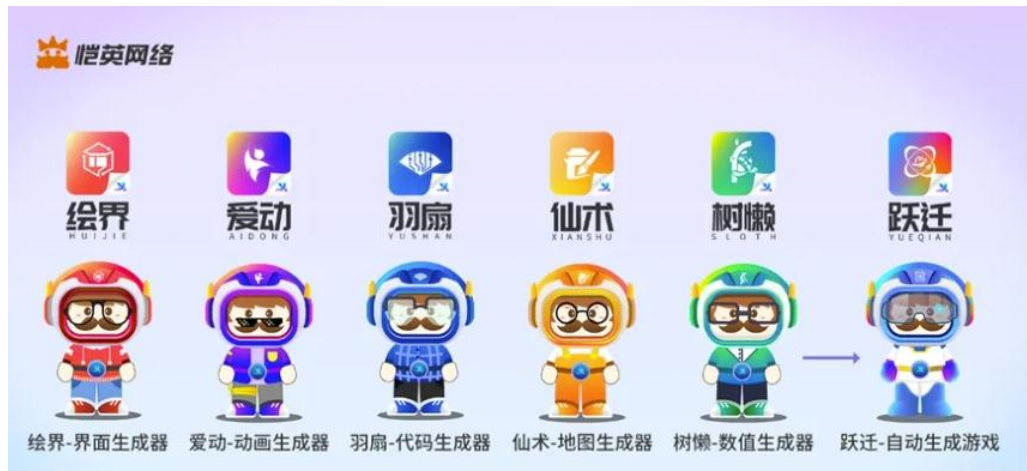 恺英网络
绘界 爱动 羽扇 仙术 树懒 跃迁
HUIJIE AIDONG YUSHAN XIANSHU SLOTH YUEQIAN
绘界-界面生成器 爱动-动画生成器 羽扇-代码生成器 仙术-地图生成器 树懒-数值生成器 跃迁-自动生成游戏